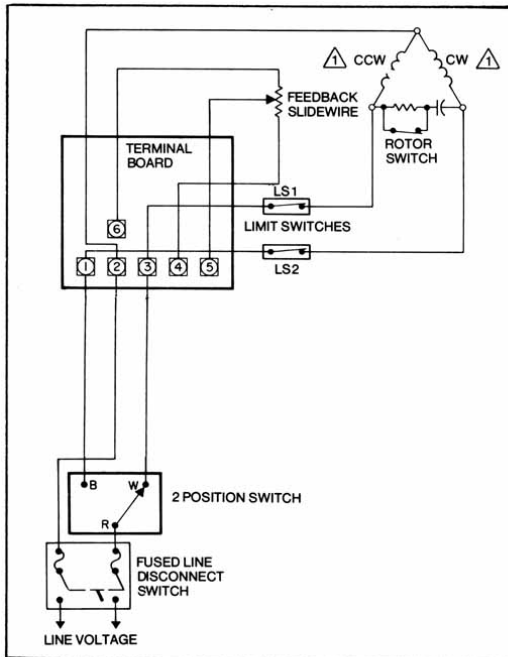 1 CCW CW 1
FEEDBACK
SLIDEWIRE
ROTOR
SWITCH
TERMINAL
BOARD
LS1
6
LIMIT SWITCHES
1 2 3 4 5
LS2
B W
2 POSITION SWITCH
R
FUSED LINE
DISCONNECT
SWITCH
LINE VOLTAGE